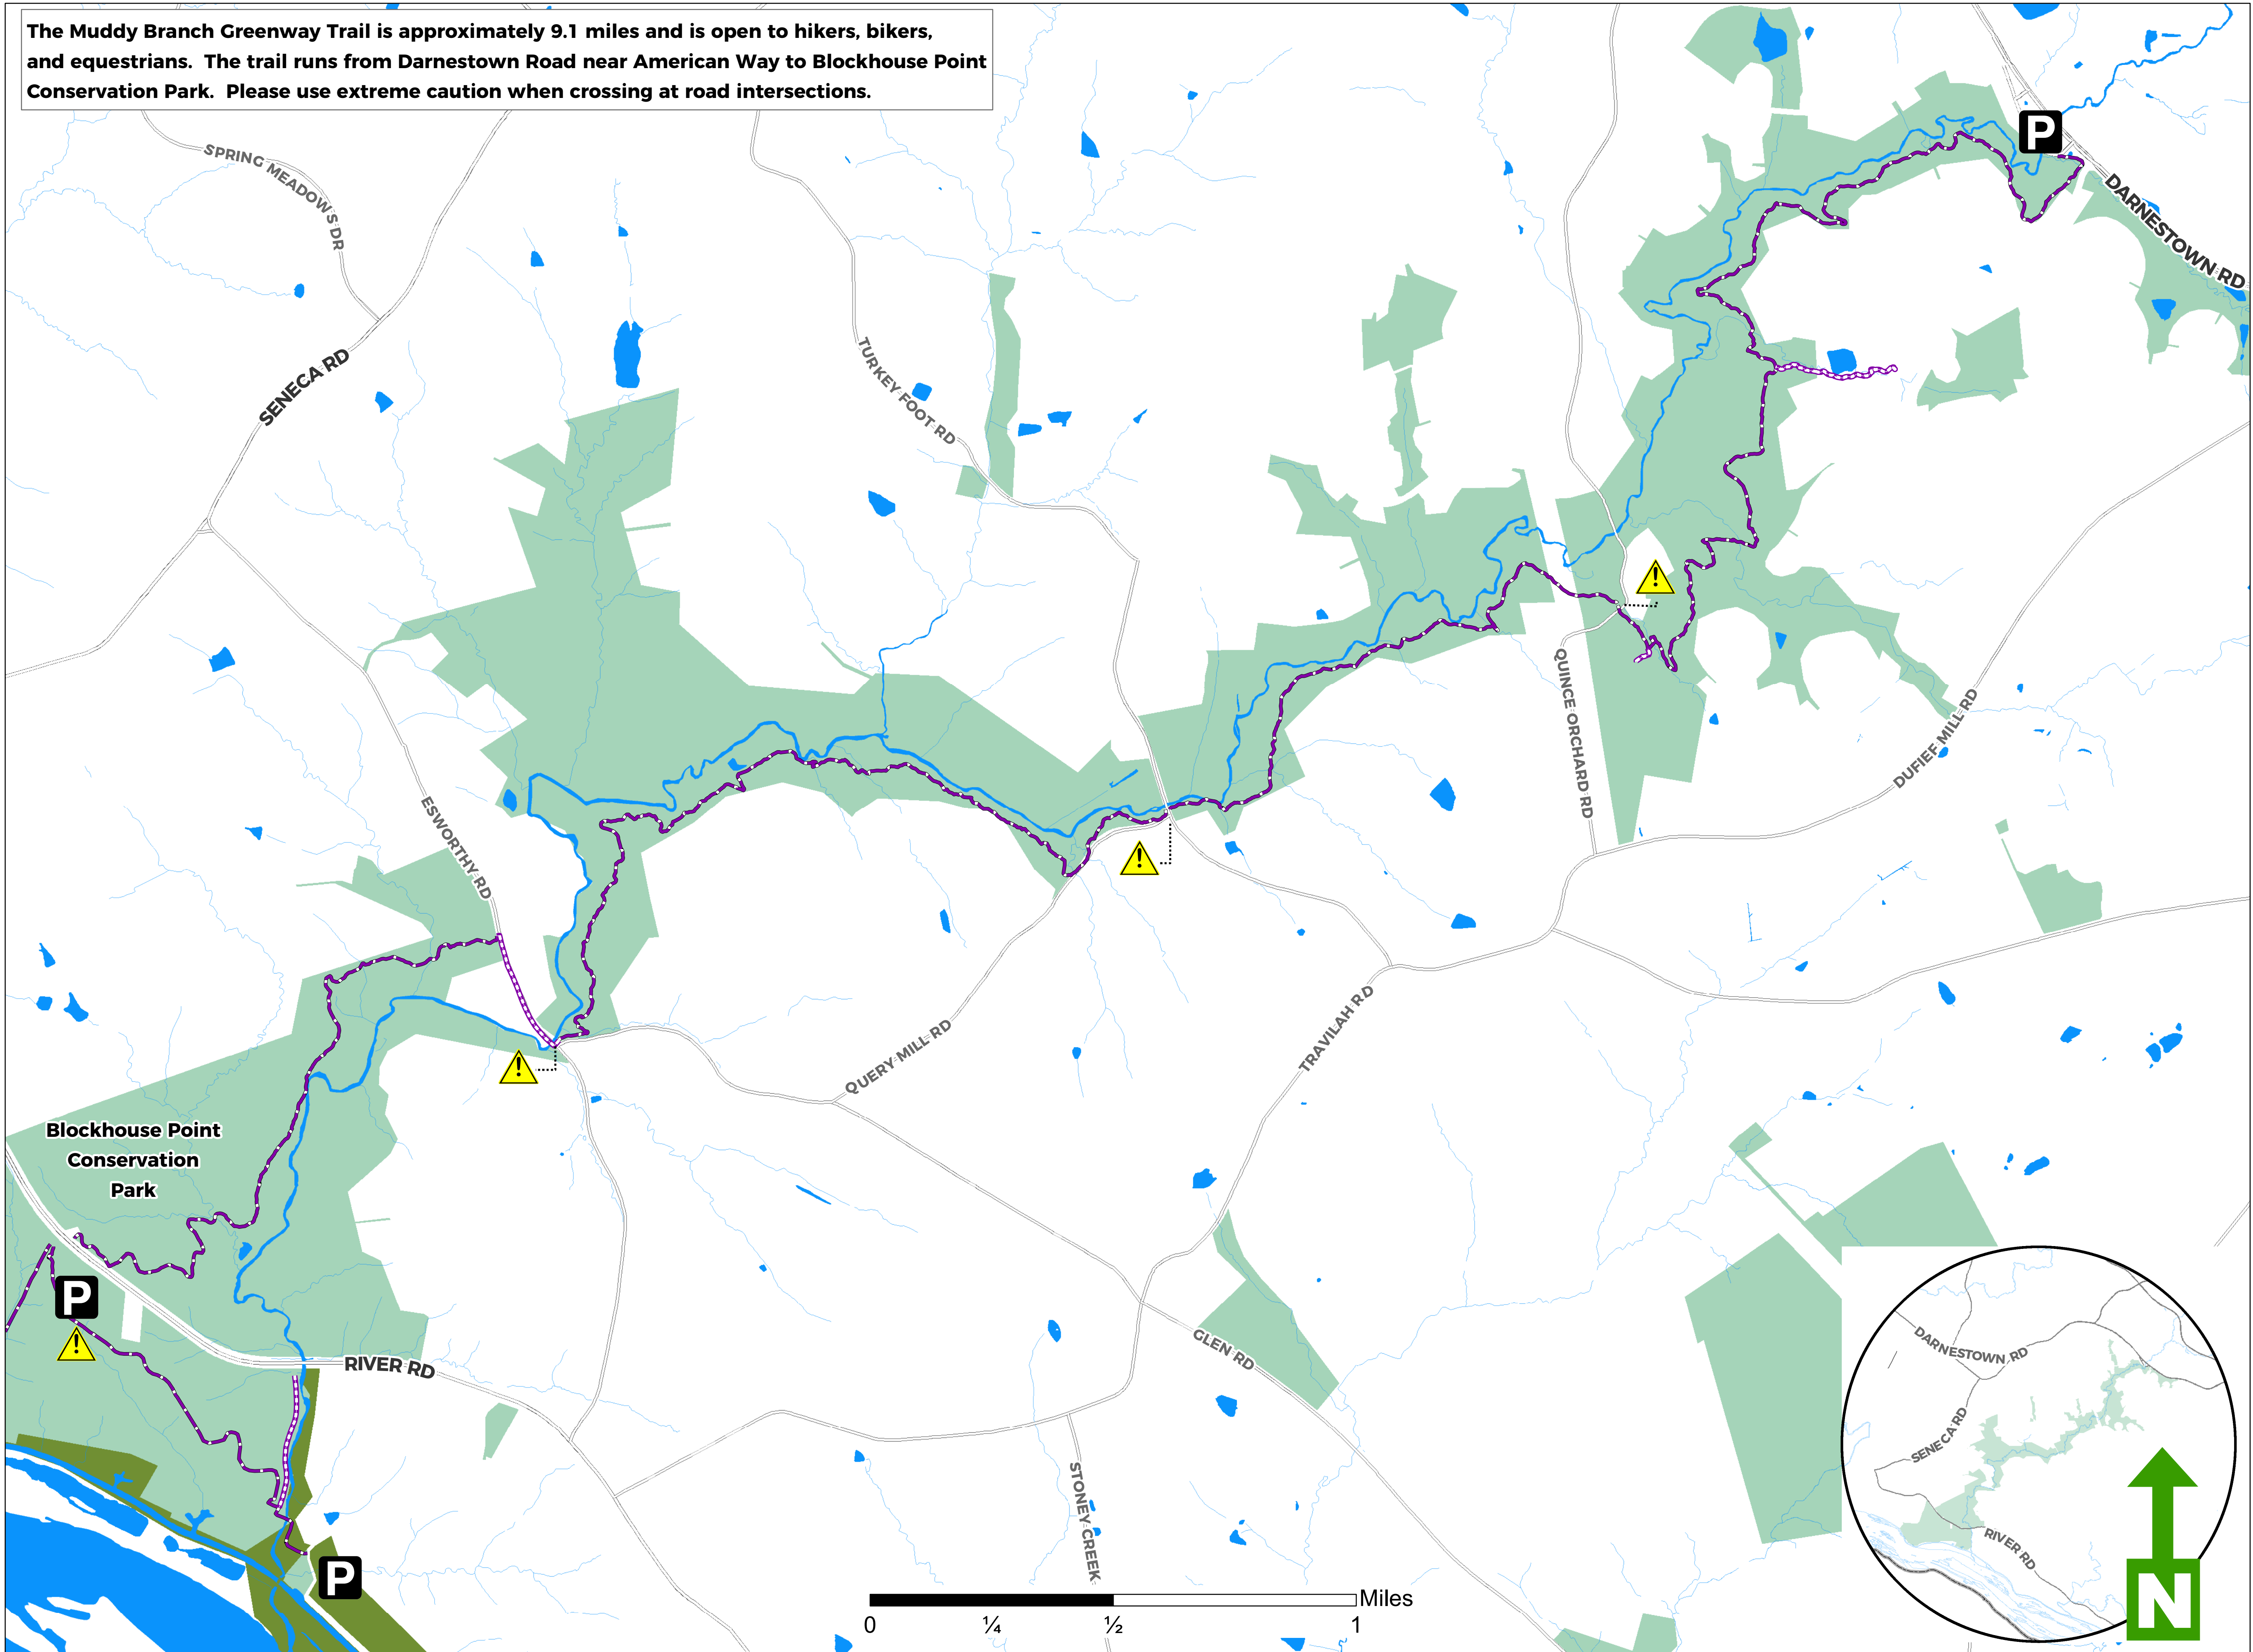 The Muddy Branch Greenway Trail is approximately 9.1 miles and is open to hikers, bikers,
and equestrians.  The trail runs from Darnestown Road near American Way to Blockhouse Point
Conservation Park.  Please use extreme caution when crossing at road intersections.
P
SPRING MEADOWS DR
DARNESTOWN RD
SENECA RD
TURKEY FOOT RD
!
QUINCE ORCHARD RD
DUFIEF MILL RD
ESWORTHY RD
!
TRAVILAH RD
QUERY MILL RD
!
Blockhouse Point
Conservation
Park
P
!
RIVER RD
GLEN RD
DARNESTOWN RD
SENECA RD
RIVER RD
STONEY CREEK
P
N
Miles
0
¼
½
1